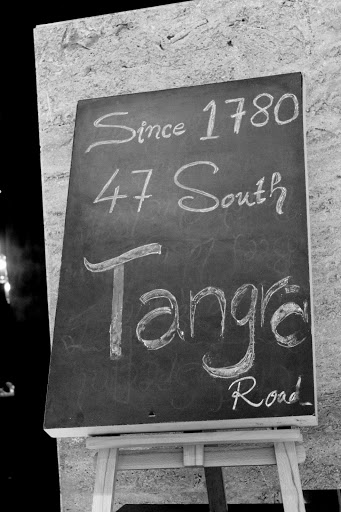 Since 1780
47 South
Tangra
Road